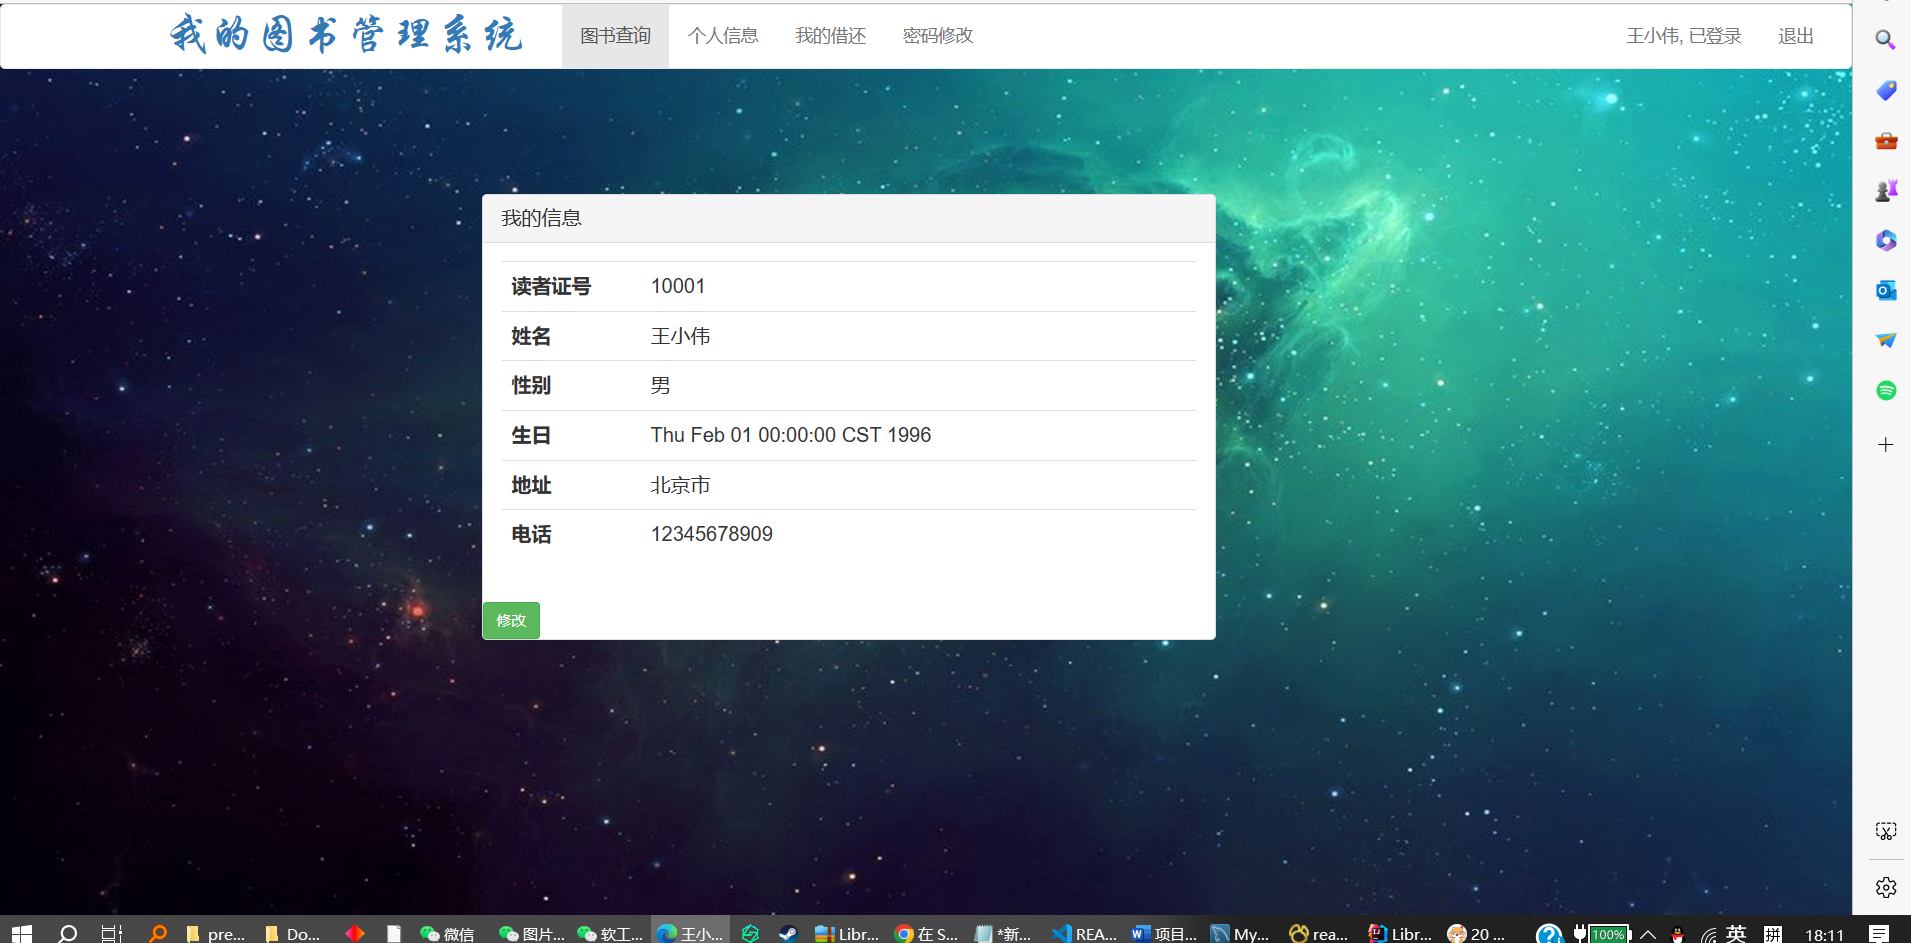 我的图书管理系统 图书查询 个人信息 我的借还 密码修改 王小伟, 已登录 退出
我的信息
读者证号 10001
姓名 王小伟
性别 男
生日 Thu Feb 01 00:00:00 CST 1996
地址 北京市
电话 12345678909
修改
pre... Do... 微信 图片... 软工... 王小... Libr... 在 S... *新... REA... 项目... My... rea... Libr... 20 ... 100% 英 拼 18:11